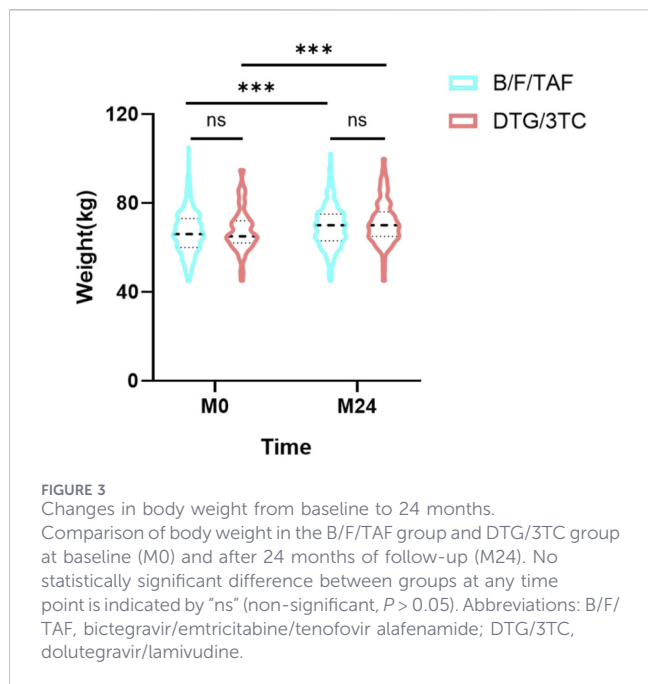 ***
***
ns
ns
B/F/TAF
DTG/3TC
120
80
40
0
Weight(kg)
M0
M24
Time
FIGURE 3
Changes in body weight from baseline to 24 months.
Comparison of body weight in the B/F/TAF group and DTG/3TC group
at baseline (M0) and after 24 months of follow-up (M24). No
statistically significant difference between groups at any time
point is indicated by “ns” (non-significant, P > 0.05). Abbreviations: B/F/
TAF, bictegravir/emtricitabine/tenofovir alafenamide; DTG/3TC,
dolutegravir/lamivudine.